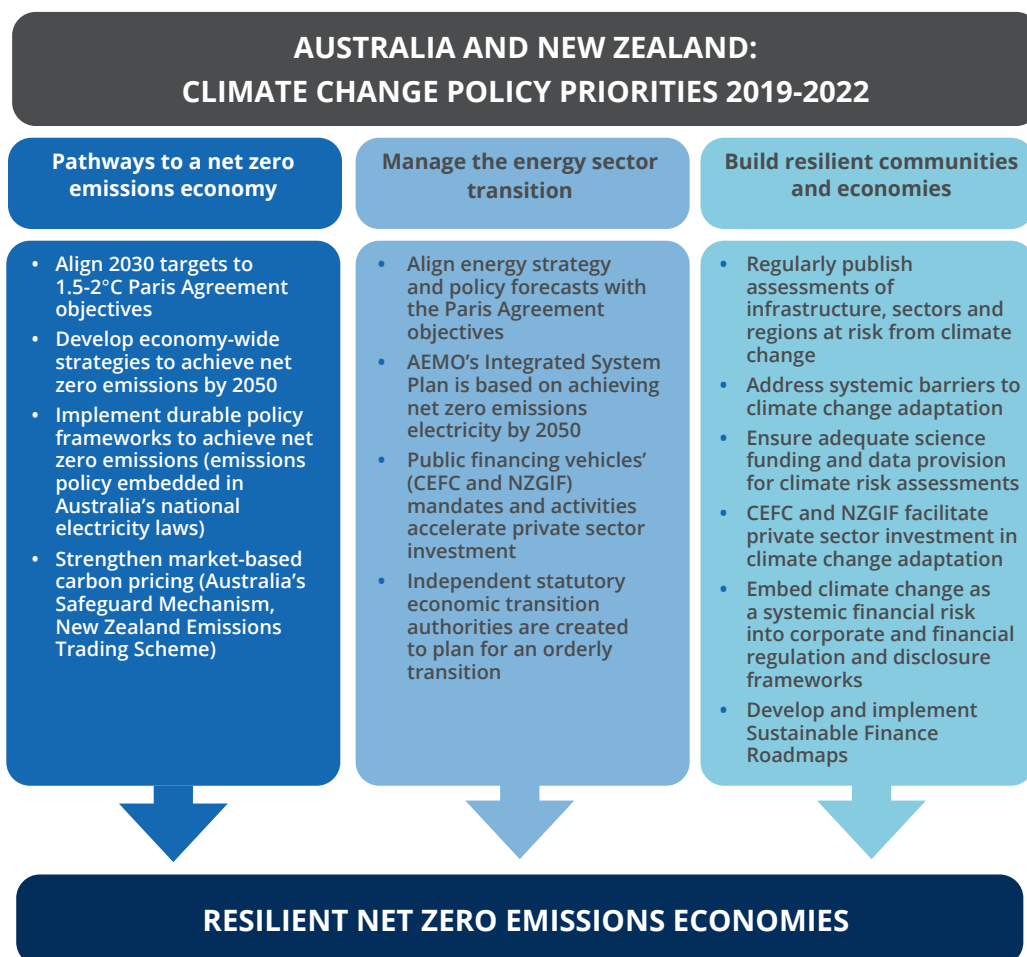 AUSTRALIA AND NEW ZEALAND:
CLIMATE CHANGE POLICY PRIORITIES 2019-2022
Pathways to a net zero
emissions economy
• Align 2030 targets to
1.5-2°C Paris Agreement
objectives
• Develop economy-wide
strategies to achieve net
zero emissions by 2050
• Implement durable policy
frameworks to achieve net
zero emissions (emissions
policy embedded in
Australia’s national
electricity laws)
• Strengthen market-based
carbon pricing (Australia’s
Safeguard Mechanism,
New Zealand Emissions
Trading Scheme)
Manage the energy sector
transition
• Align energy strategy
and policy forecasts with
the Paris Agreement
objectives
• AEMO’s Integrated System
Plan is based on achieving
net zero emissions
electricity by 2050
• Public financing vehicles’
(CEFC and NZGIF)
mandates and activities
accelerate private sector
investment
• Independent statutory
economic transition
authorities are created
to plan for an orderly
transition
Build resilient communities
and economies
• Regularly publish
assessments of
infrastructure, sectors and
regions at risk from climate
change
• Address systemic barriers to
climate change adaptation
• Ensure adequate science
funding and data provision
for climate risk assessments
• CEFC and NZGIF facilitate
private sector investment in
climate change adaptation
• Embed climate change as
a systemic financial risk
into corporate and financial
regulation and disclosure
frameworks
• Develop and implement
Sustainable Finance
Roadmaps
RESILIENT NET ZERO EMISSIONS ECONOMIES